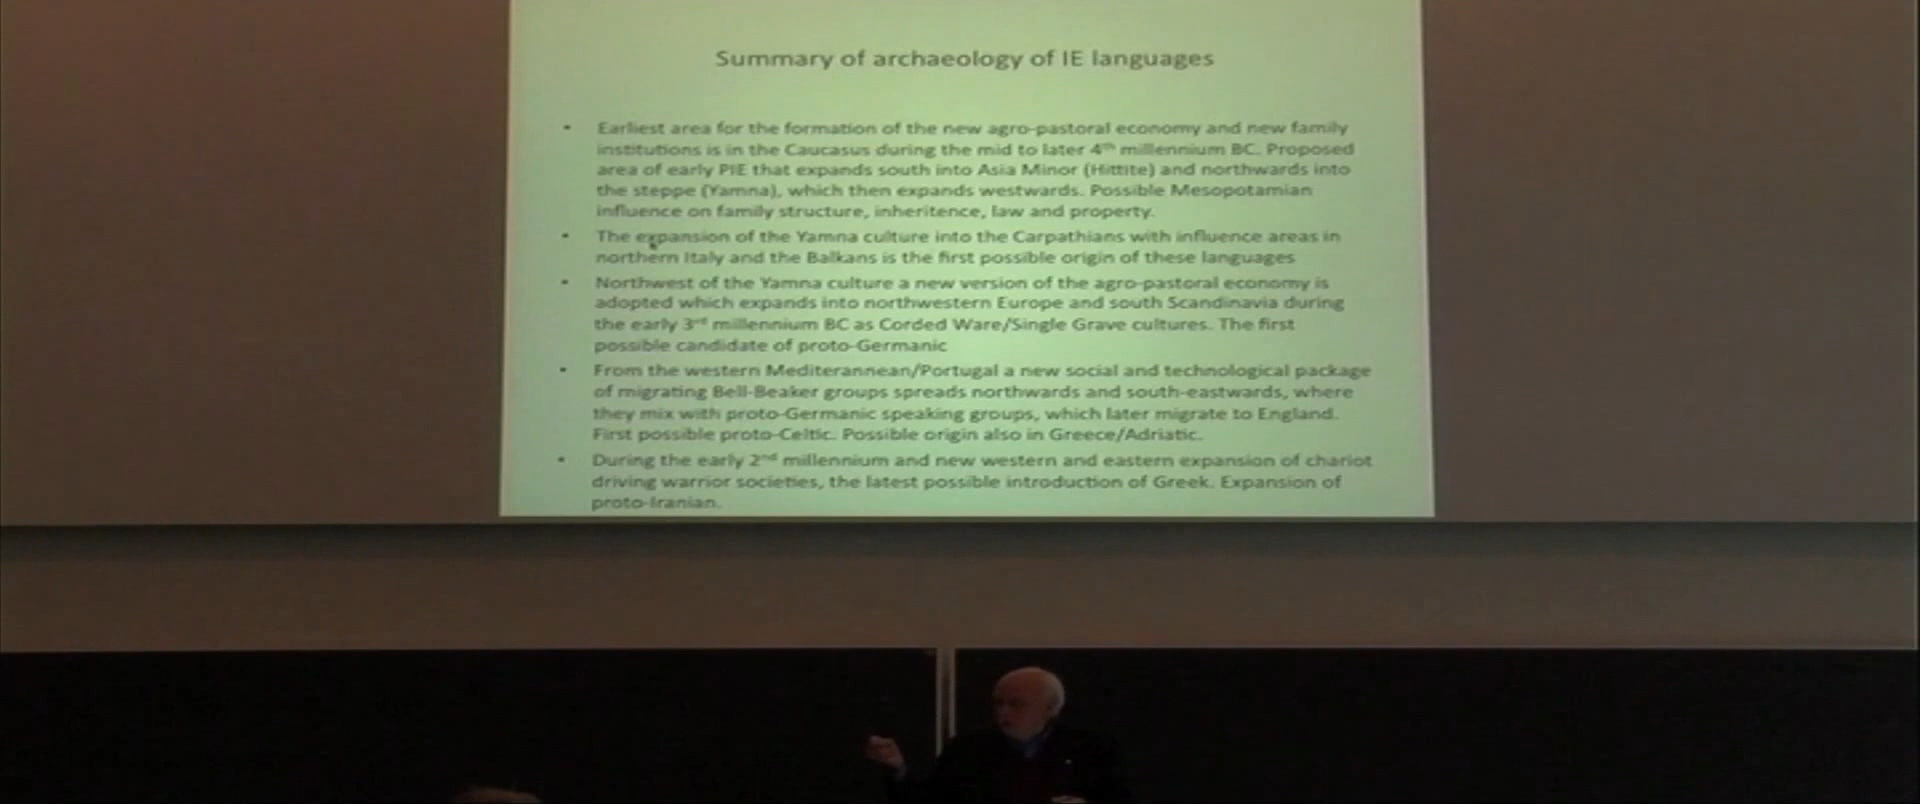 Summary of archaeology of IE languages
• Earliest area for the formation of the new agro-pastoral economy and new family
institutions is in the Caucasus during the mid to later 4th millennium BC. Proposed
area of early PIE that expands south into Asia Minor (Hittite) and northwards into
the steppe (Yamna), which then expands westwards. Possible Mesopotamian
influence on family structure, inheritence, law and property.
• The expansion of the Yamna culture into the Carpathians with influence areas in
northern Italy and the Balkans is the first possible origin of these languages
• Northwest of the Yamna culture a new version of the agro-pastoral economy is
adopted which expands into northwestern Europe and south Scandinavia during
the early 3rd millennium BC as Corded Ware/Single Grave cultures. The first
possible candidate of proto-Germanic
• From the western Mediterannean/Portugal a new social and technological package
of migrating Bell-Beaker groups spreads northwards and south-eastwards, where
they mix with proto-Germanic speaking groups, which later migrate to England.
First possible proto-Celtic. Possible origin also in Greece/Adriatic.
• During the early 2nd millennium and new western and eastern expansion of chariot
driving warrior societies, the latest possible introduction of Greek. Expansion of
proto-Iranian.